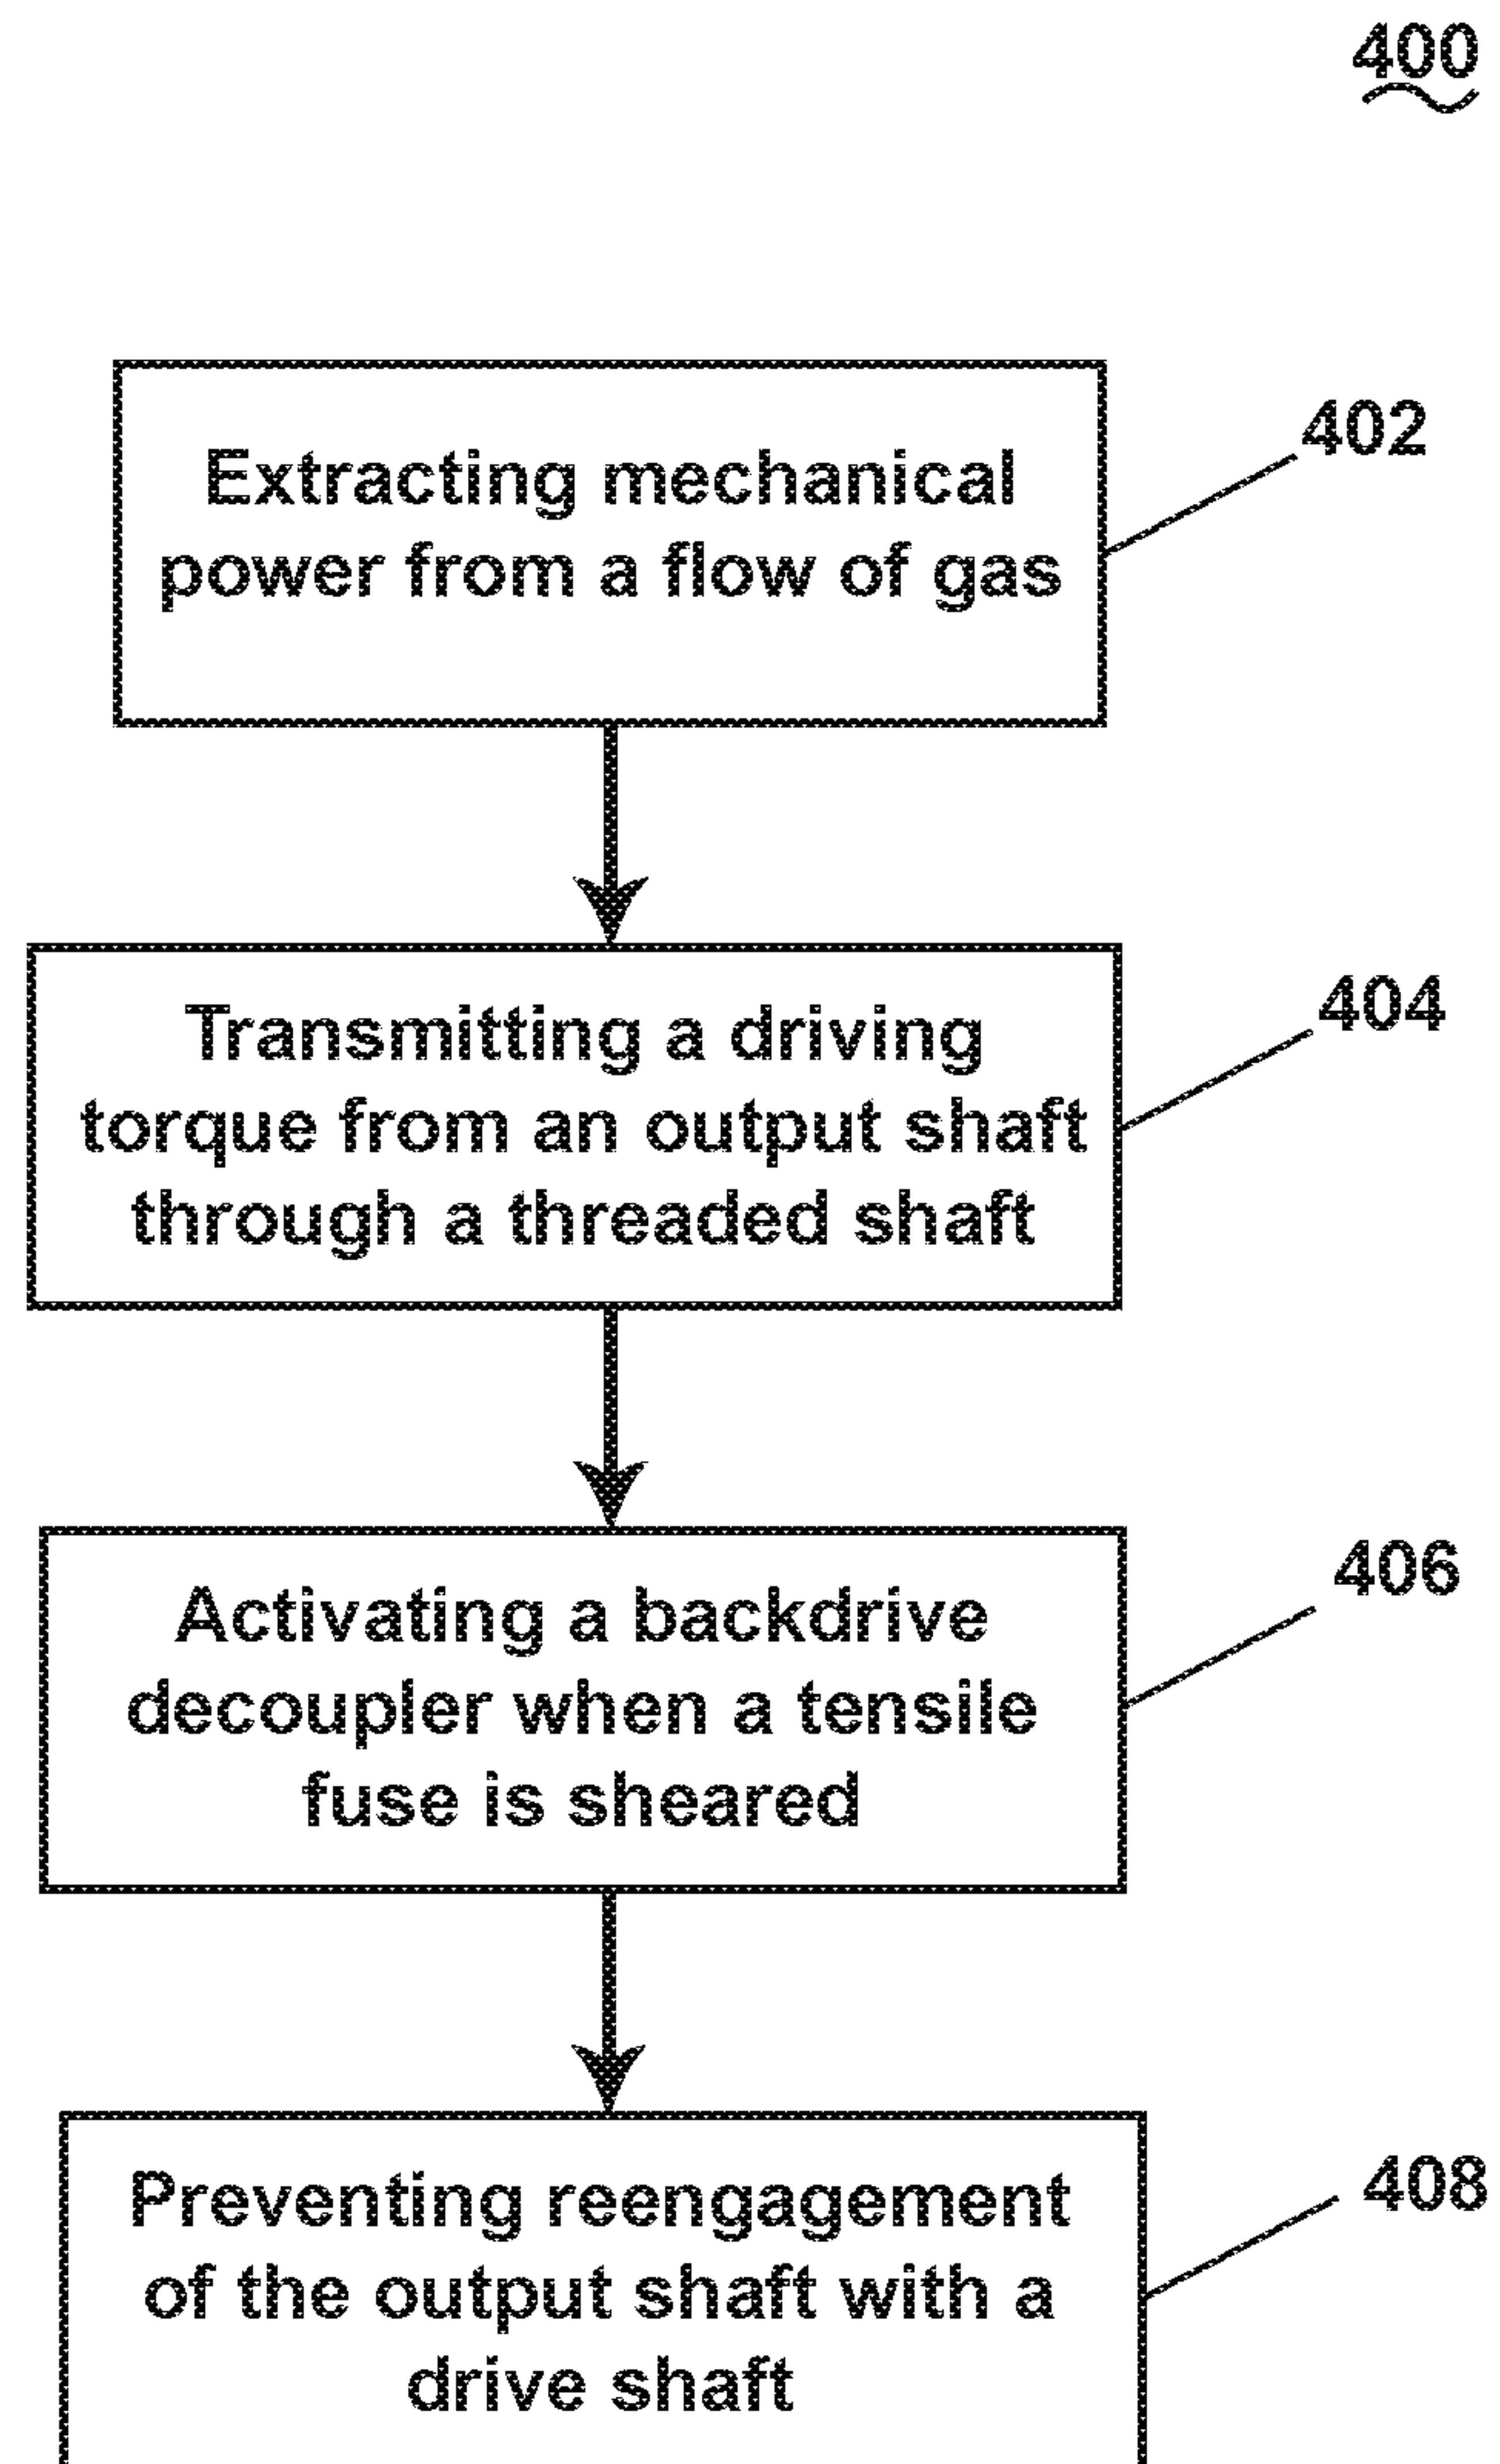 400
Extracting mechanical
power from a flow of gas
402
Transmitting a driving
torque from an output shaft
through a threaded shaft
404
Activating a backdrive
decoupler when a tensile
fuse is sheared
406
Preventing reengagement
of the output shaft with a
drive shaft
408